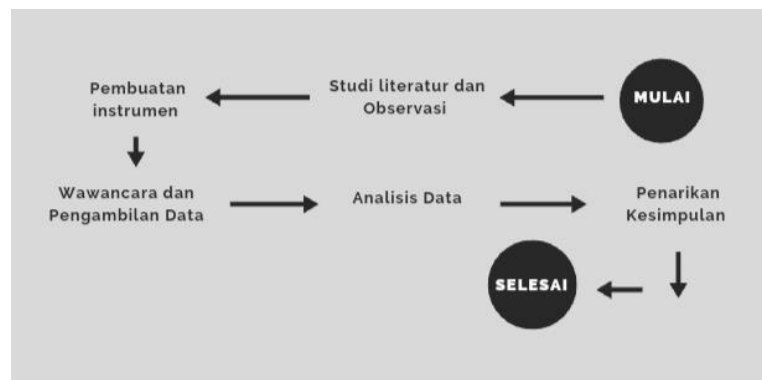 MULAI
Studi literatur dan
Observasi
Pembuatan
instrumen
Wawancara dan
Pengambilan Data
Analisis Data
Penarikan
Kesimpulan
SELESAI